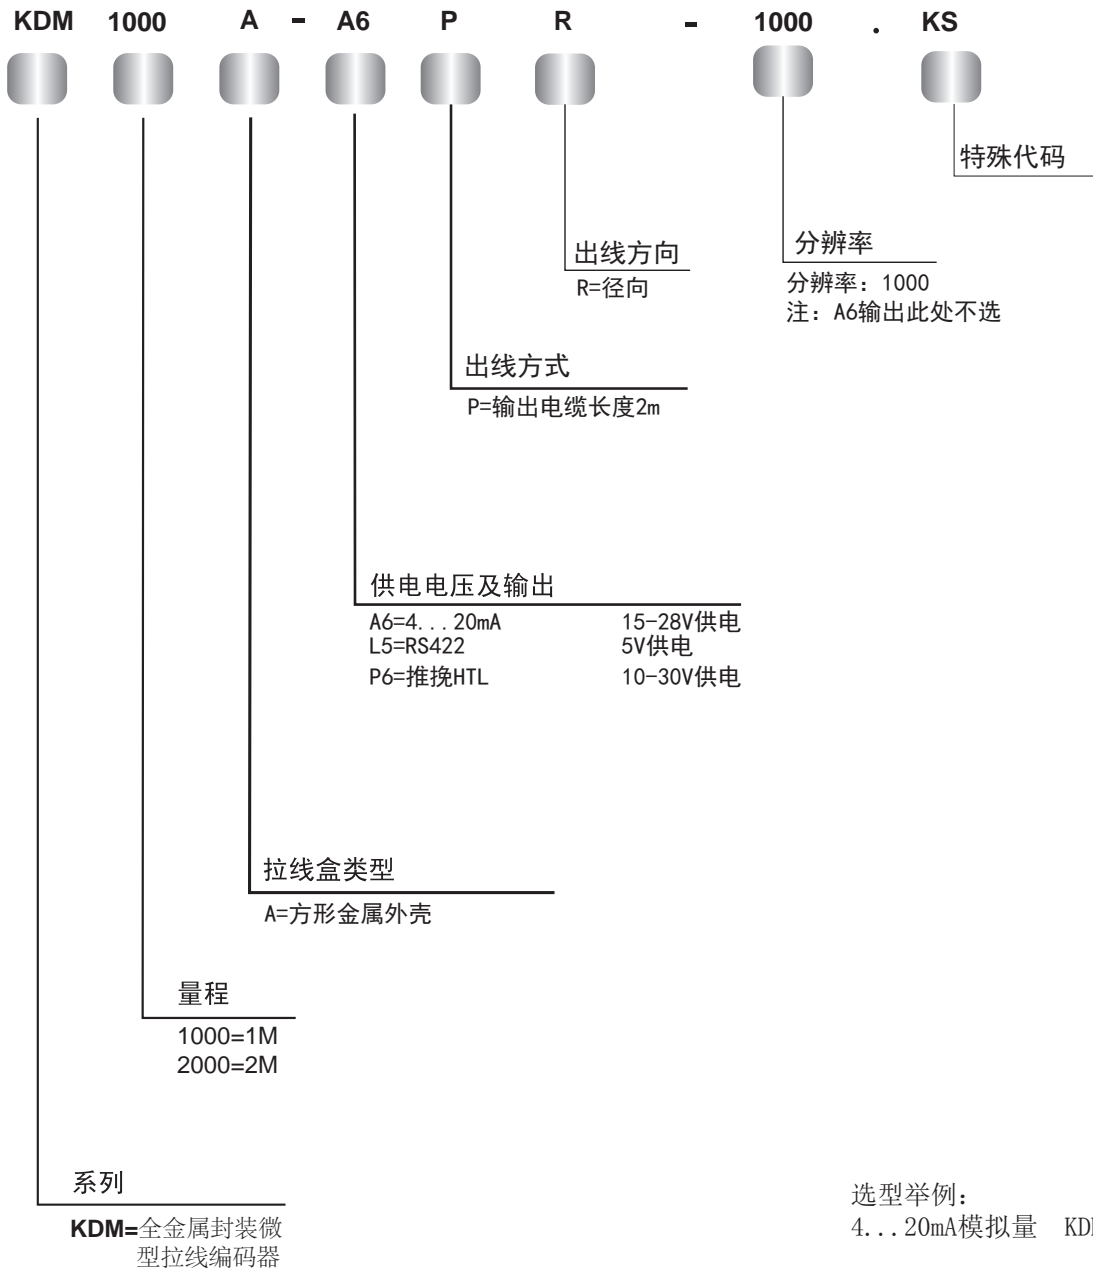 KDM 1000 A - A6 P R - 1000 . KS
特殊代码
分辨率
分辨率：1000
注：A6输出此处不选
出线方向
R=径向
出线方式
P=输出电缆长度2m
供电电压及输出
A6=4...20mA 15-28V供电
L5=RS422 5V供电
P6=推挽HTL 10-30V供电
拉线盒类型
A=方形金属外壳
量程
1000=1M
2000=2M
系列
KDM=全金属封装微
型拉线编码器
选型举例：
4...20mA模拟量